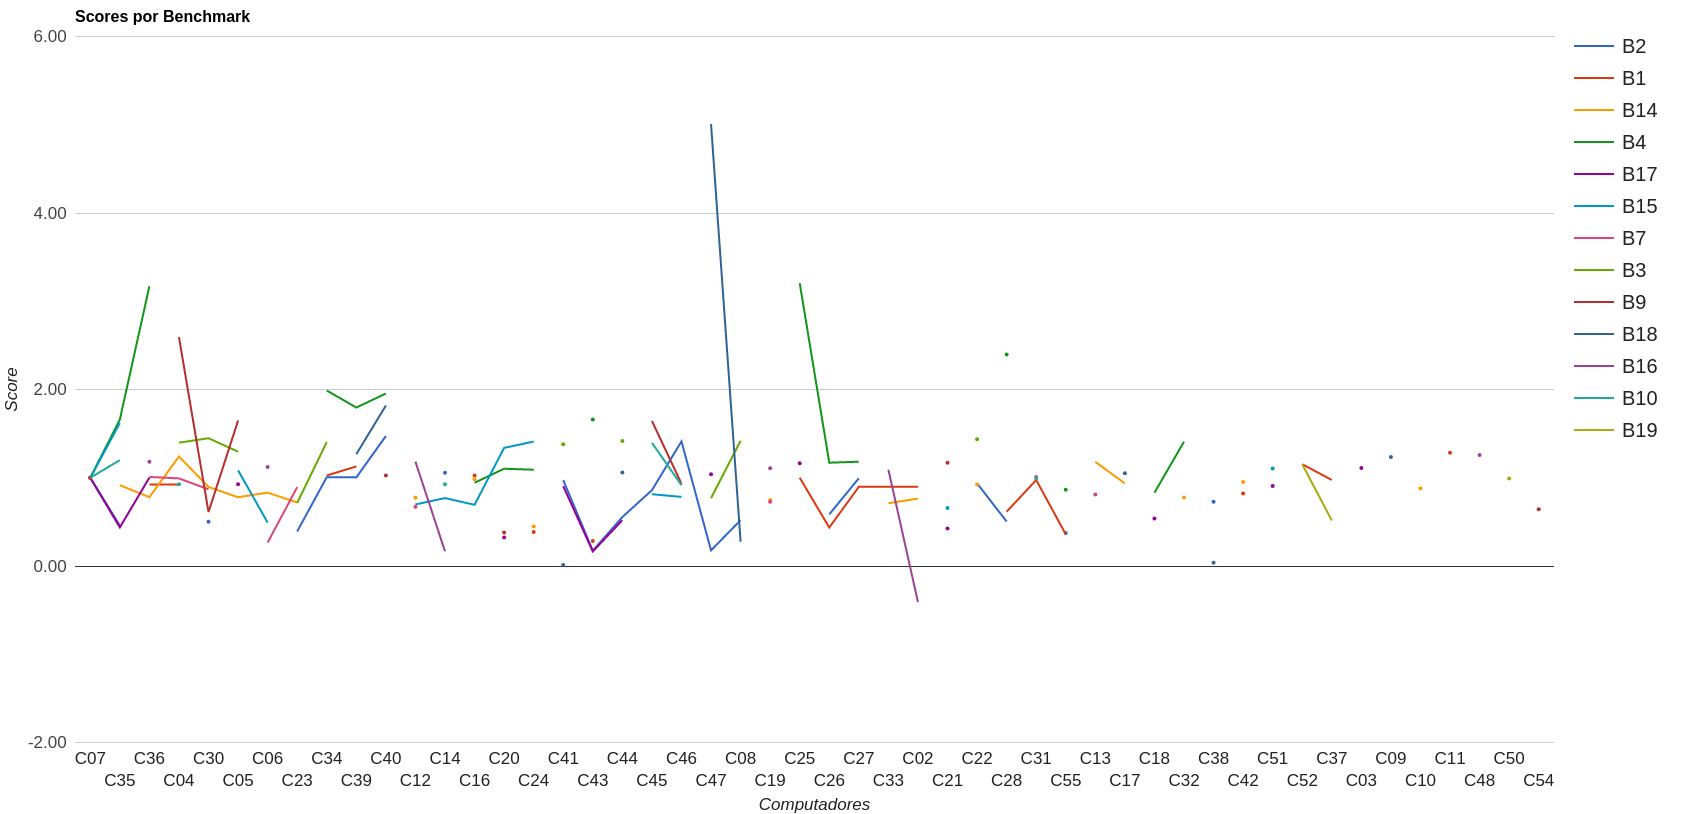 Scores por Benchmark
6.00
4.00
2.00
0.00
-2.00
Score
B2
B1
B14
B4
B17
B15
B7
B3
B9
B18
B16
B10
B19
C07 C36 C30 C06 C34 C40 C14 C20 C41 C44 C46 C08 C25 C27 C02 C22 C31 C13 C18 C38 C51 C37 C09 C11 C50
C35 C04 C05 C23 C39 C12 C16 C24 C43 C45 C47 C19 C26 C33 C21 C28 C55 C17 C32 C42 C52 C03 C10 C48 C54
Computadores